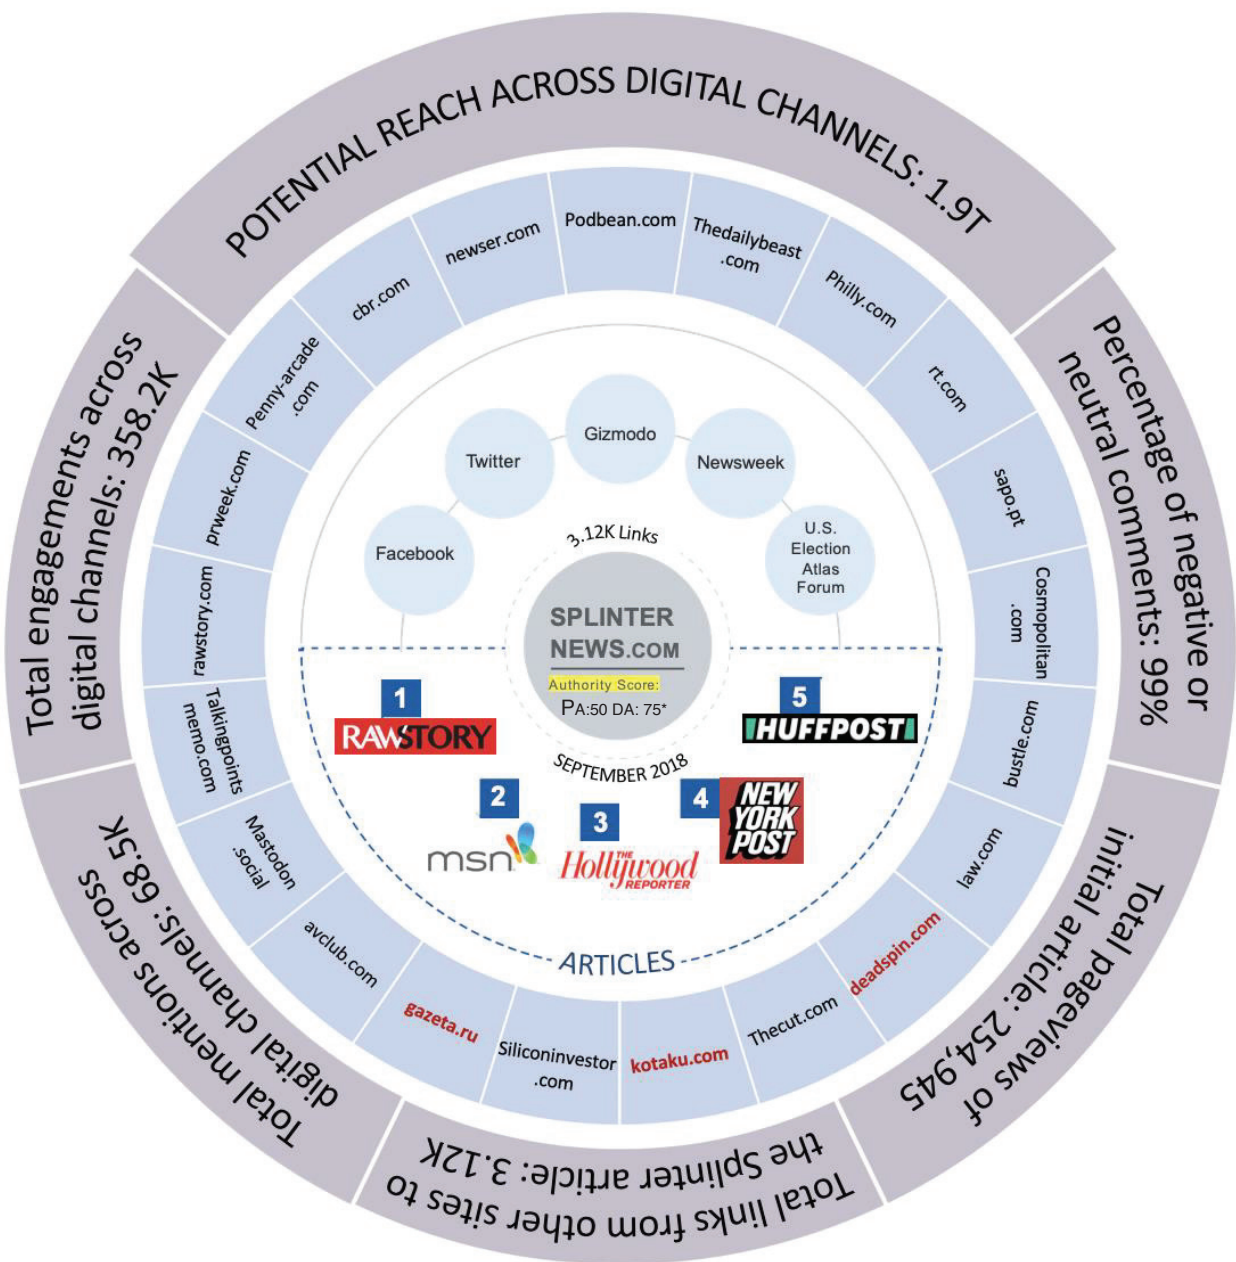 POTENTIAL REACH ACROSS DIGITAL CHANNELS: 1.9T
Percentage of negative or
neutral comments: 99%
Total pageviews of
initial article: 254,945
Total links from other sites to
the Splinter article: 3.12K
Total mentions across
digital channels: 68.5K
Total engagements across
digital channels: 358.2K
Podbean.com
Thedailybeast
.com
Philly.com
rt.com
sapo.pt
Cosmopolitan
.com
bustle.com
law.com
deadspin.com
Thecut.com
kotaku.com
Siliconinvestor
.com
gazeta.ru
avclub.com
Mastodon
.social
Talkingpoints
memo.com
rawstory.com
prweek.com
Penny-arcade
.com
cbr.com
newser.com
Facebook
Twitter
Gizmodo
Newsweek
U.S.
Election
Atlas
Forum
3.12K Links
SPLINTER
NEWS.COM
Authority Score:
PA:50 DA: 75*
SEPTEMBER 2018
1
RAWSTORY
2
msn
3
THE
Hollywood
REPORTER
4
NEW
YORK
POST
5
HUFFPOST
ARTICLES